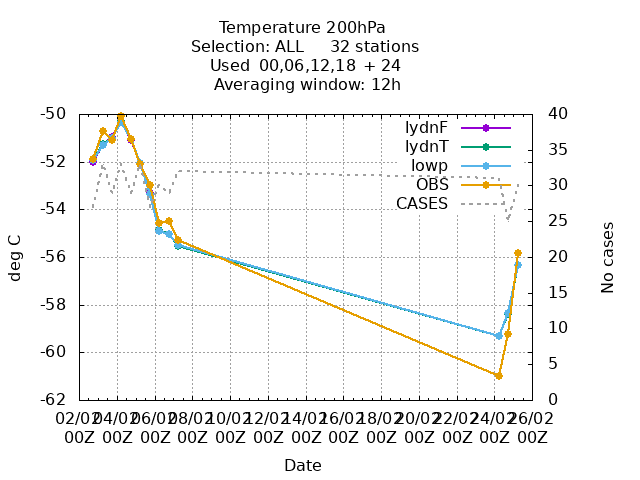 Temperature 200hPa
Selection: ALL 32 stations
Used 00,06,12,18 + 24
Averaging window: 12h
lydnF
lydnT
lowp
OBS
CASES
-50
-52
-54
-56
-58
-60
-62
deg C
40
35
30
25
20
15
10
5
0
No cases
02/02 04/02 06/02 08/02 10/02 12/02 14/02 16/02 18/02 20/02 22/02 24/02 26/02
00Z 00Z 00Z 00Z 00Z 00Z 00Z 00Z 00Z 00Z 00Z 00Z 00Z
Date